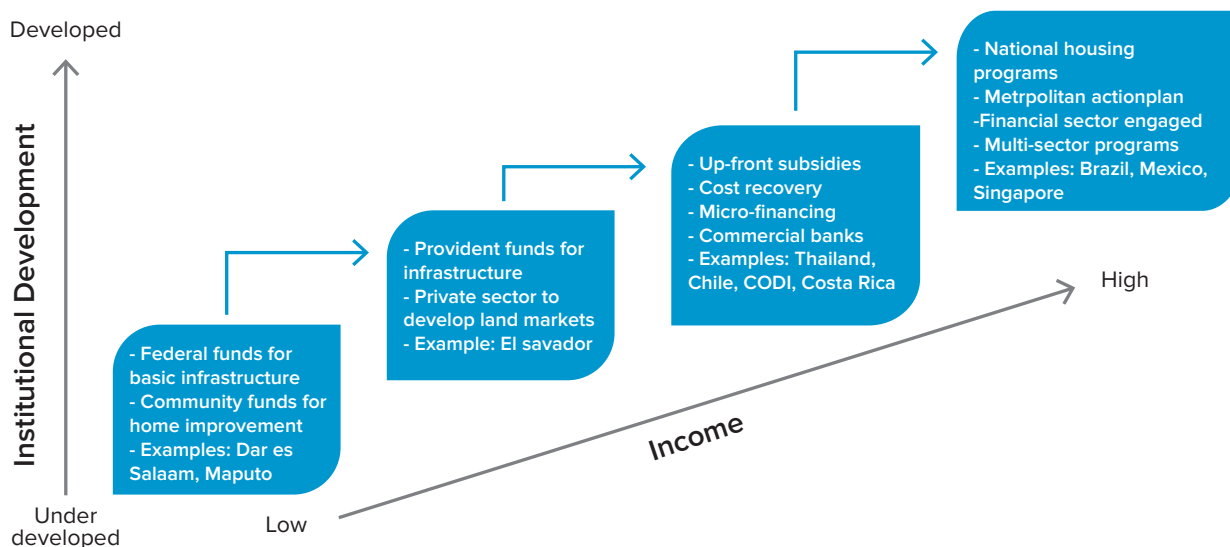 Developed
Institutional Development
Under
developed
Low
Income
High
- Federal funds for
basic infrastructure
- Community funds for
home improvement
- Examples: Dar es
Salaam, Maputo
- Provident funds for
infrastructure
- Private sector to
develop land markets
- Example: El savador
- Up-front subsidies
- Cost recovery
- Micro-financing
- Commercial banks
- Examples: Thailand,
Chile, CODI, Costa Rica
- National housing
programs
- Metrpolitan actionplan
-Financial sector engaged
- Multi-sector programs
- Examples: Brazil, Mexico,
Singapore